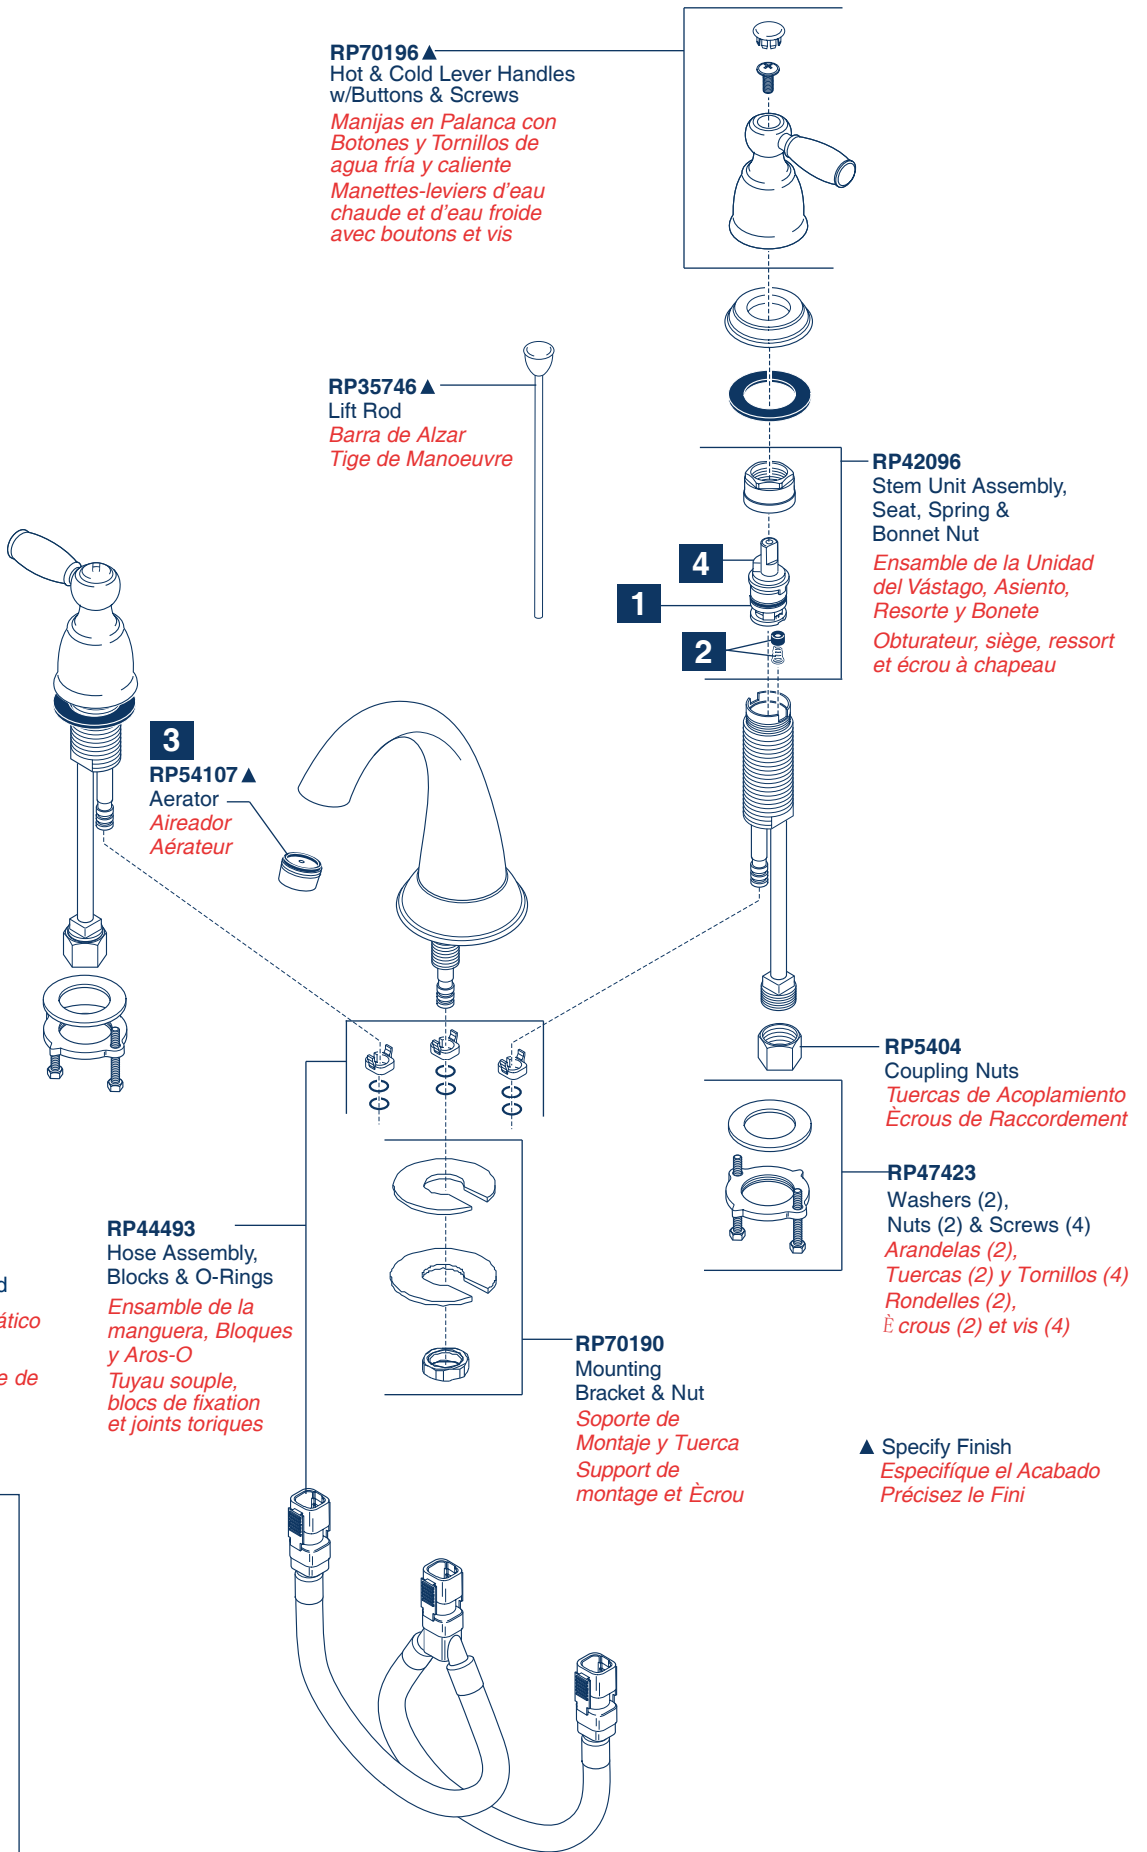 RP70196▲
Hot & Cold Lever Handles
w/Buttons & Screws
Manijas en Palanca con
Botones y Tornillos de
agua fría y caliente
Manettes-leviers d’eau
chaude et d’eau froide
avec boutons et vis
RP35746▲
Lift Rod
Barra de Alzar
Tige de Manoeuvre
RP42096
Stem Unit Assembly,
Seat, Spring &
Bonnet Nut
Ensamble de la Unidad
del Vástago, Asiento,
Resorte y Bonete
Obturateur, siège, ressort
et écrou à chapeau
4
1
2
3
RP54107▲
Aerator
Aireador
Aérateur
RP5404
Coupling Nuts
Tuercas de Acoplamiento
Ècrous de Raccordement
RP47423
Washers (2),
Nuts (2) & Screws (4)
Arandelas (2),
Tuercas (2) y Tornillos (4)
Rondelles (2),
È crous (2) et vis (4)
RP44493
Hose Assembly,
Blocks & O-Rings
Ensamble de la
manguera, Bloques
y Aros-O
Tuyau souple,
blocs de fixation
et joints toriques
d
ático
e de
RP70190
Mounting
Bracket & Nut
Soporte de
Montaje y Tuerca
Support de
montage et Ècrou
▲ Specify Finish
Especifíque el Acabado
Précisez le Fini